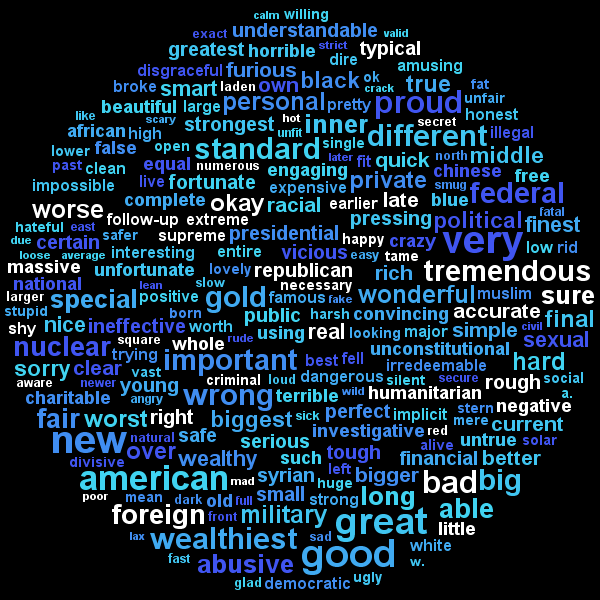 calm willing
exact understandable strict valid
greatest horrible typical
dire amusing
disgraceful furious
broke smart laden own black ok true fat
crack
beautiful large personal pretty proud unfair
like hot secret honest
scary strongest inner different illegal
african high unfit
lower false open standard single later north middle
past clean equal numerous fit quick chinese
impossible live fortunate engaging private smug free
expensive federal
complete okay earlier late blue
worse racial pressing political fatal
follow-up extreme very finest
hateful east supreme presidential happy crazy
due certain safer vicious easy tame low rid
loose average interesting entire
massive unfortunate lovely republican rich tremendous
national lean slow necessary muslim
larger special positive gold famous fake wonderful sure
stupid born harsh convincing accurate
shy nice ineffective worth public looking major simple civil final
square rude using real
nuclear whole important best fell unconstitutional sexual
trying irredeemable hard
sorry clear vast criminal loud dangerous silent secure rough social
aware newer young wrong terrible wild humanitarian a.
charitable angry sick perfect implicit stern negative
fair worst right biggest mere current
new natural safe serious investigative red untrue solar
divisive over wealthy such tough alive
american mad syrian left financial better
poor huge bigger bad big
mean dark old full small strong long able
foreign front military great little
lax wealthiest sad good white
fast abusive w.
glad democratic ugly